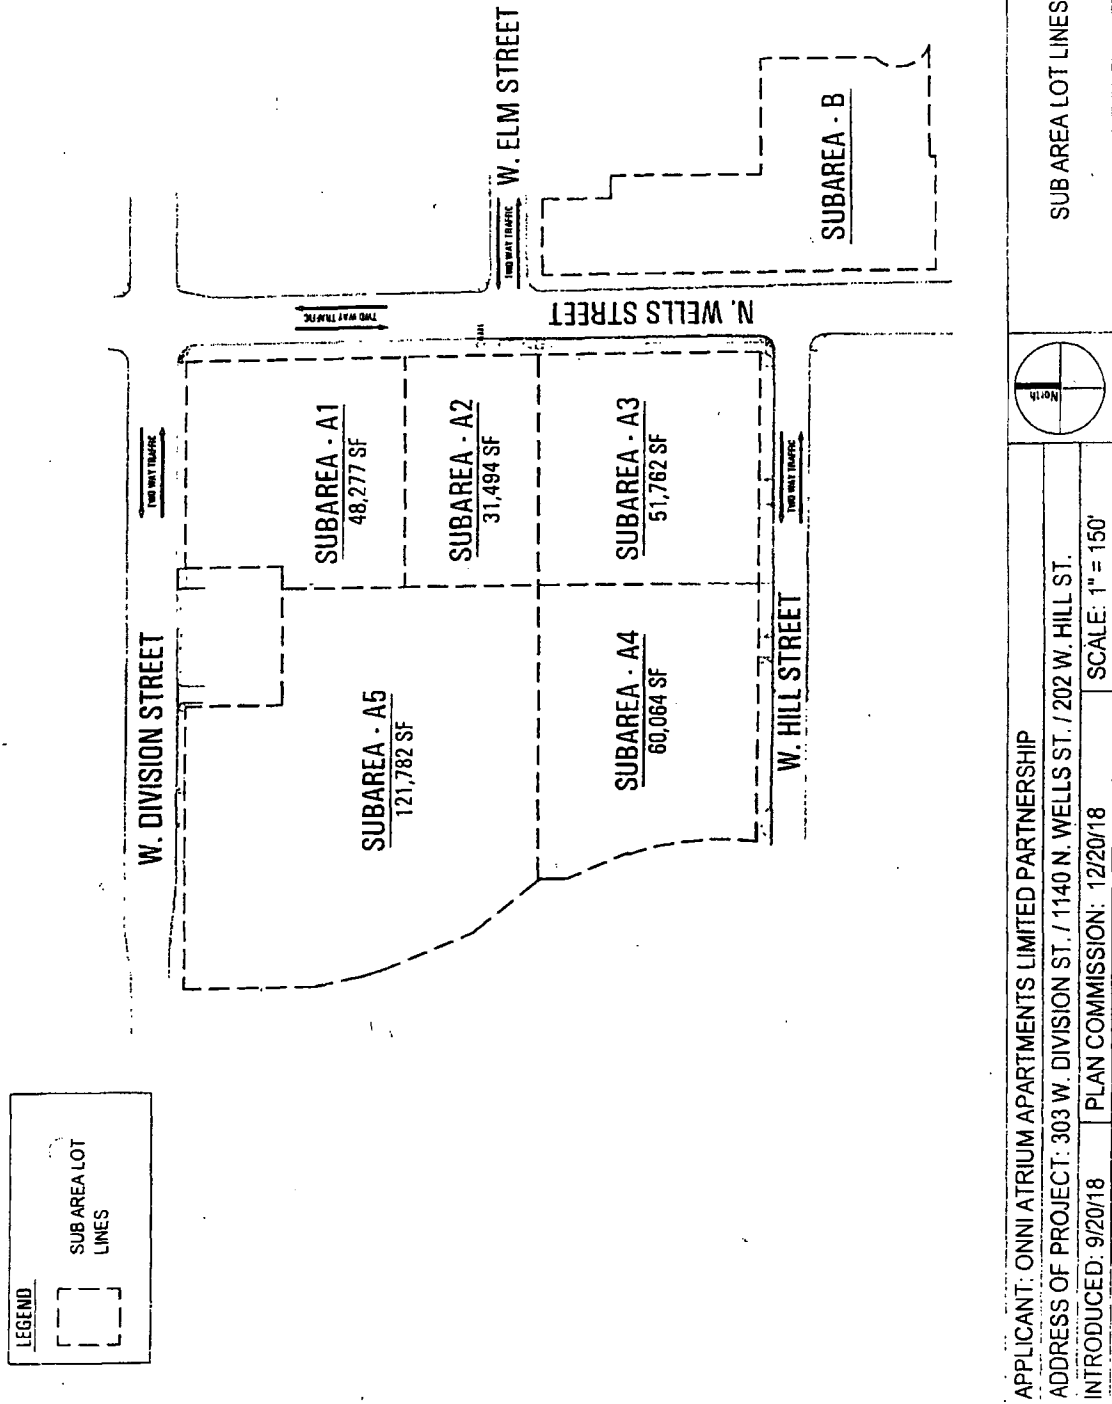 LEGEND
SUB AREA LOT
LINES
W. DIVISION STREET
TWO WAY TRAFFIC
TWO WAY TRAFFIC
W. ELM STREET
TWO WAY TRAFFIC
N. WELLS STREET
SUBAREA - A1
48,277 SF
SUBAREA - A2
31,494 SF
SUBAREA - A3
51,762 SF
SUBAREA - A5
121,782 SF
SUBAREA - A4
60,064 SF
SUBAREA - B
W. HILL STREET
TWO WAY TRAFFIC
APPLICANT: ONNI ATRIUM APARTMENTS LIMITED PARTNERSHIP
ADDRESS OF PROJECT: 303 W. DIVISION ST. / 1140 N. WELLS ST. / 202 W. HILL ST.
INTRODUCED: 9/20/18
PLAN COMMISSION: 12/20/18
SCALE: 1" = 150'
North
SUB AREA LOT LINES